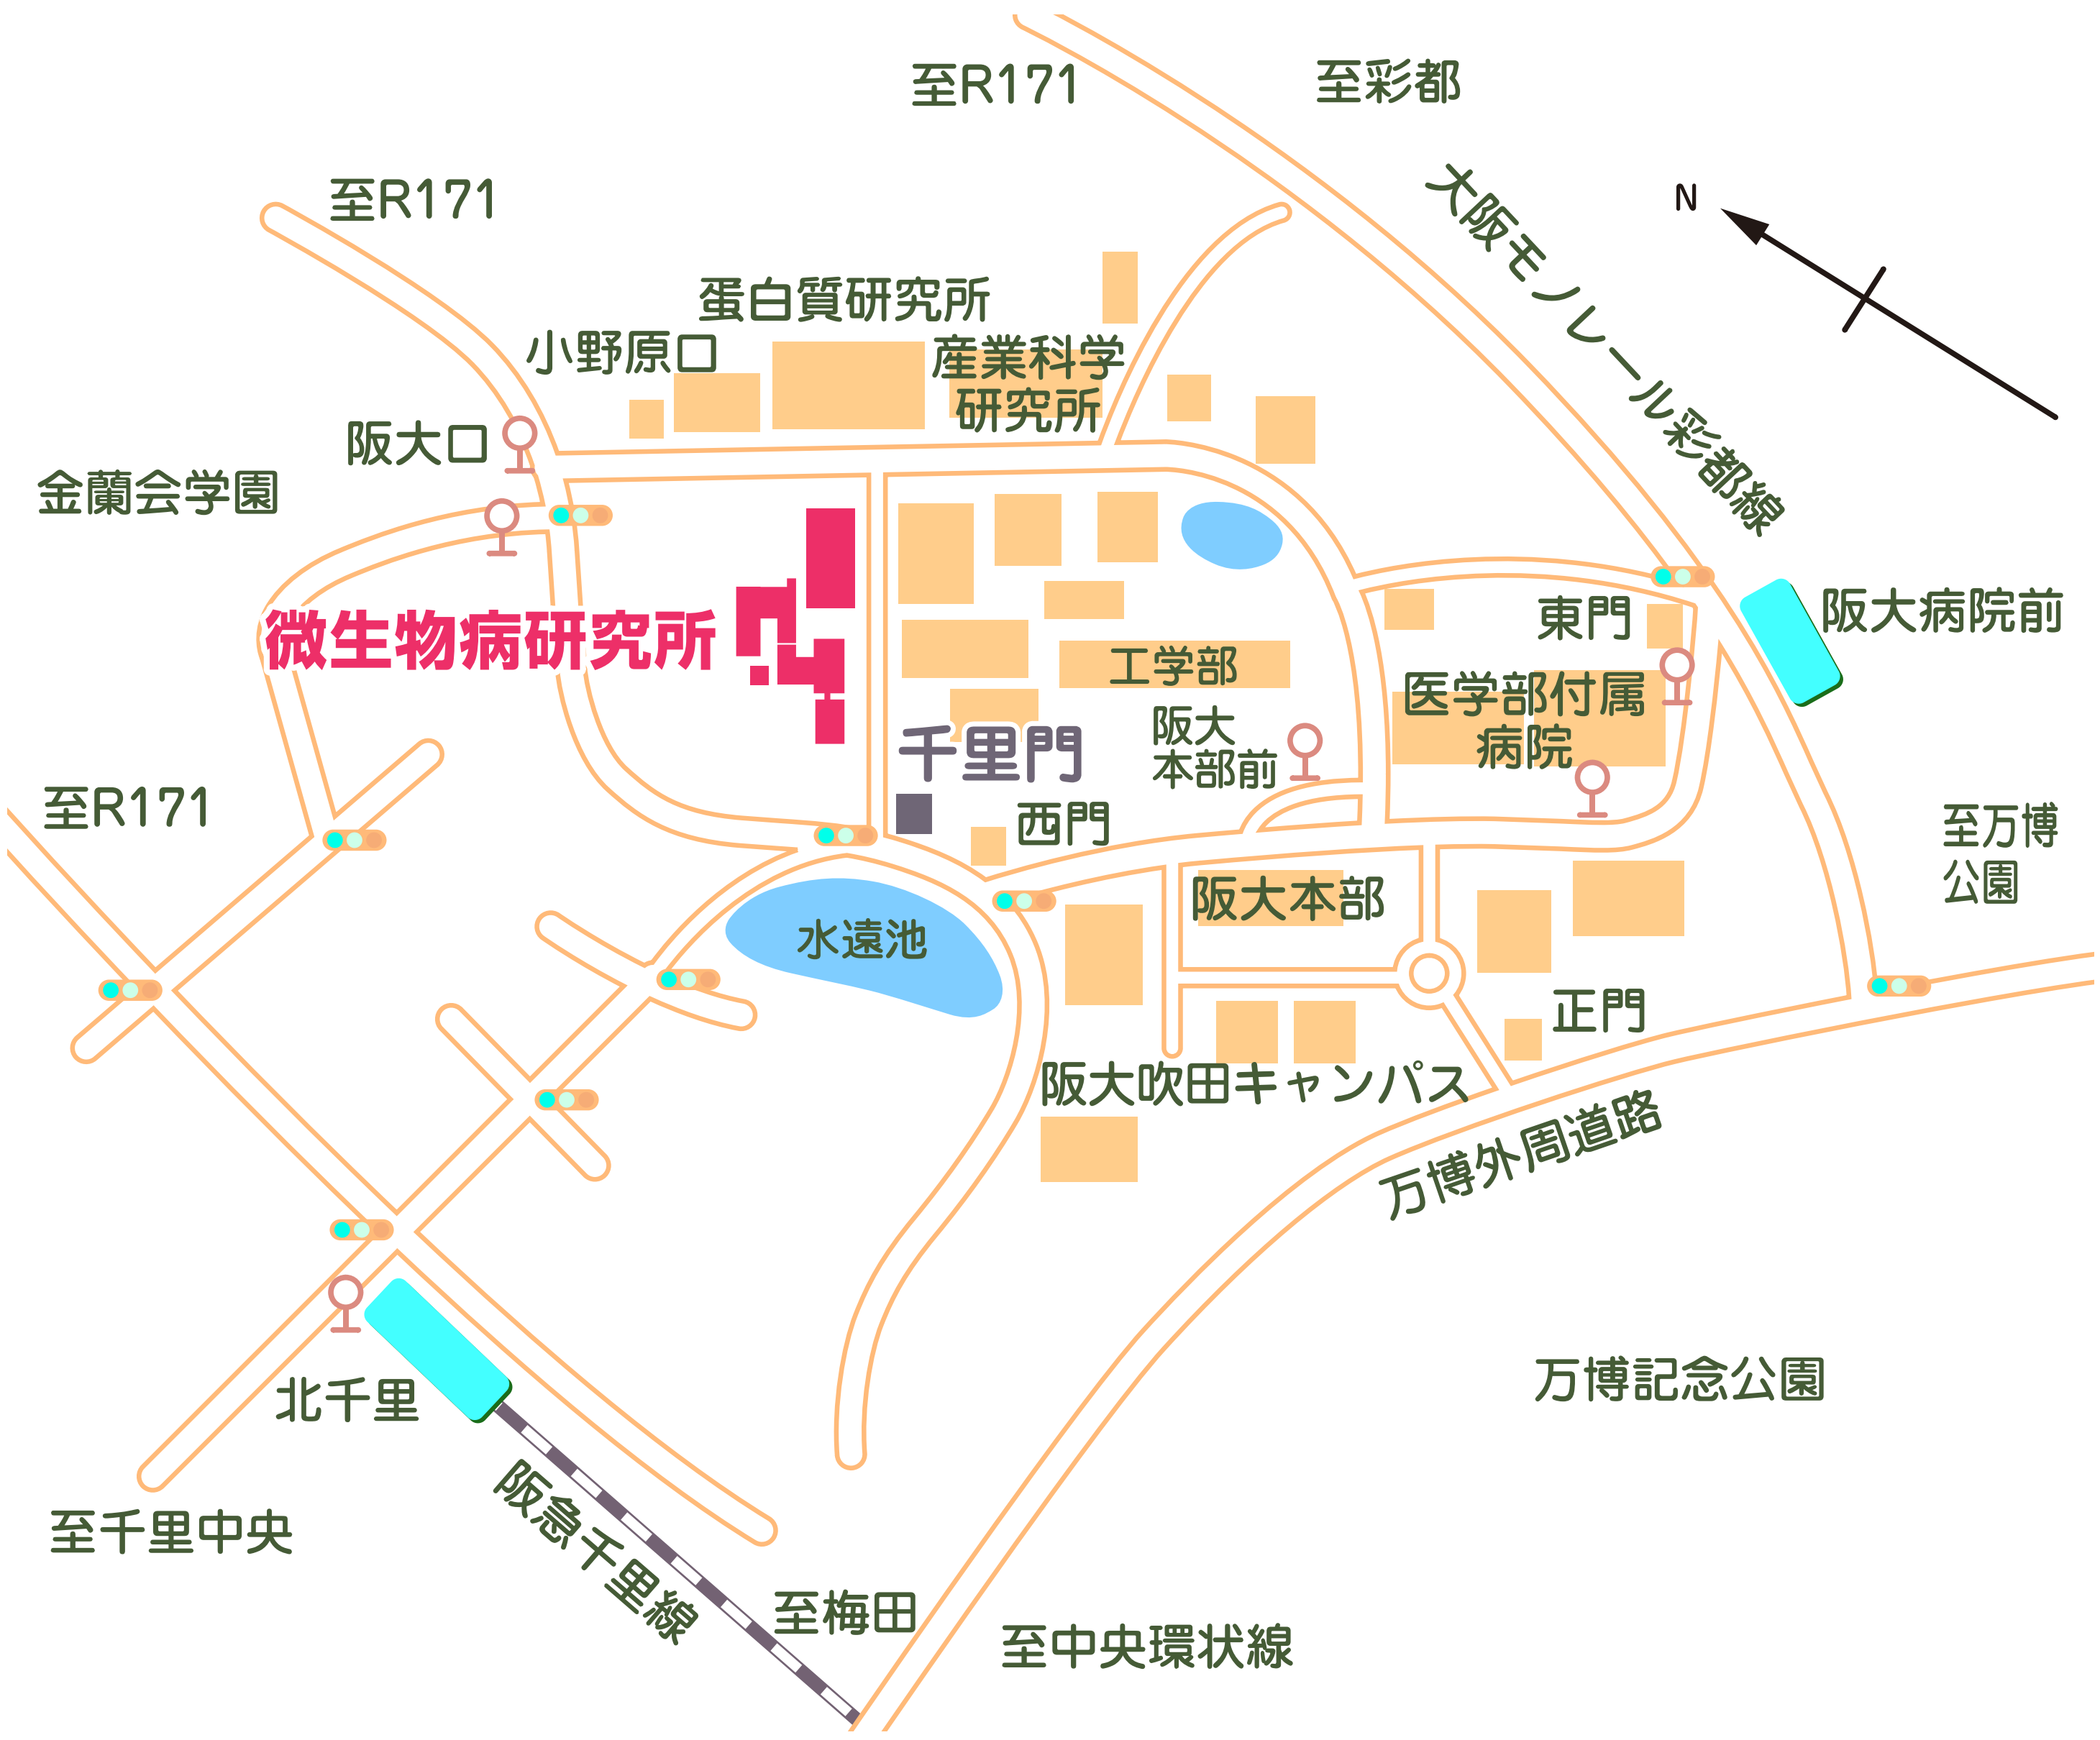 至R171
至彩都
至R171
大阪モノレール彩都線
N
蛋白質研究所
小野原口
産業科学
研究所
阪大口
金蘭会学園
微生物病研究所
東門
阪大病院前
工学部
医学部付属
病院
千里門
阪大
本部前
至R171
西門
至万博
公園
阪大本部
水遠池
正門
阪大吹田キャンパス
万博外周道路
万博記念公園
北千里
阪急千里線
至千里中央
至梅田
至中央環状線